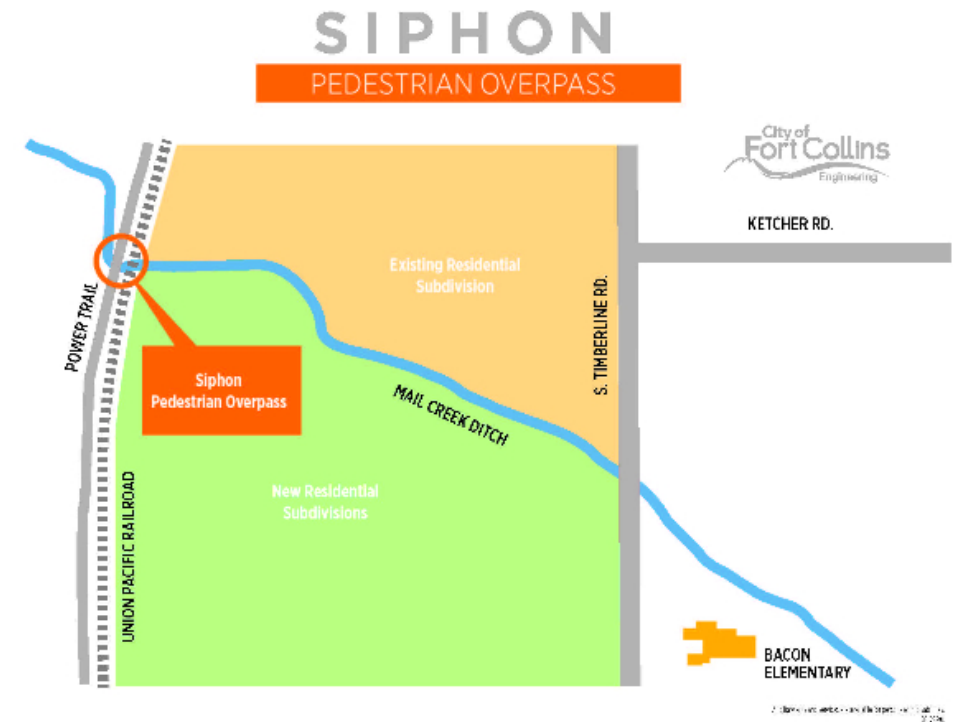 SIPHON
PEDESTRIAN OVERPASS
City of
Fort Collins
Engineering
KETCHER RD.
Existing Residential
Subdivision
S. TIMBERLINE RD.
POWER TRAIL
Siphon
Pedestrian Overpass
MAIL CREEK DITCH
New Residential
Subdivisions
UNION PACIFIC RAILROAD
BACON
ELEMENTARY